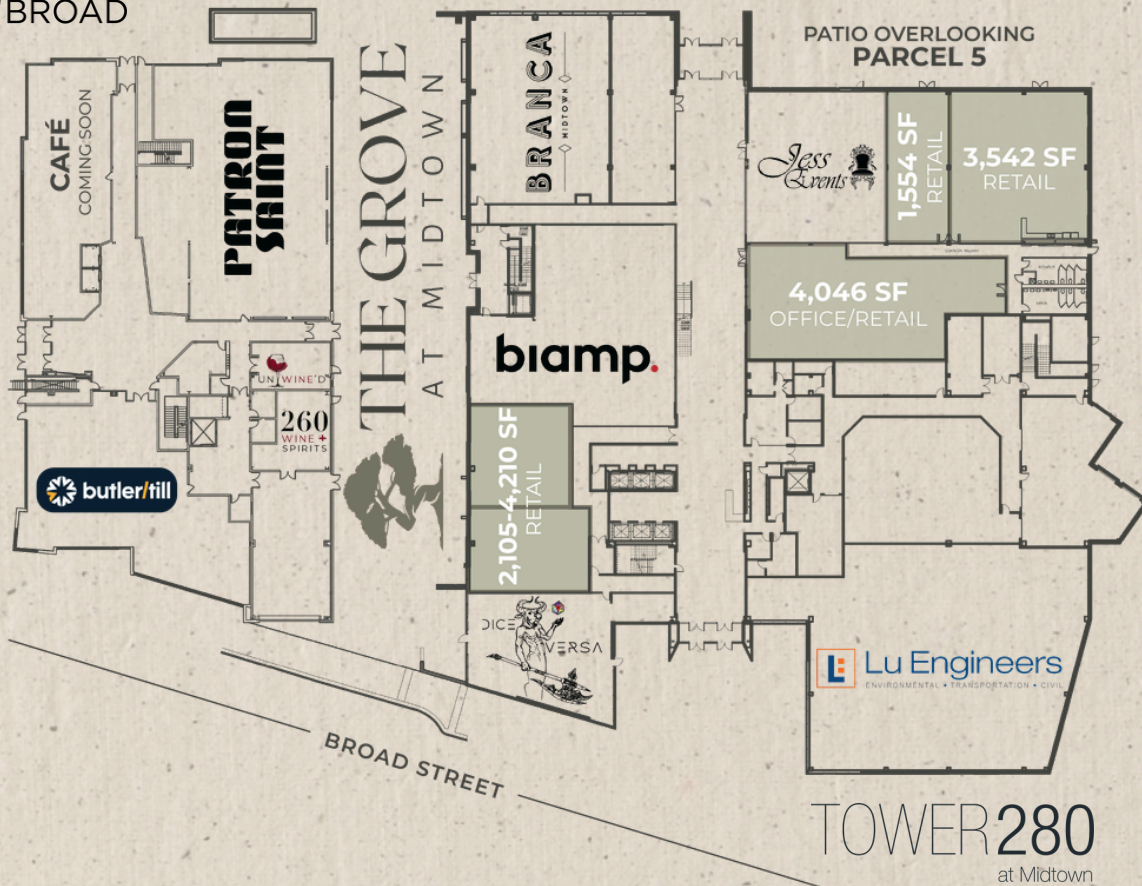 BROAD
PATIO OVERLOOKING
PARCEL 5
CAFÉ
COMING SOON
PATRON
SAINT
THE GROVE
AT MIDTOWN
BRANCA
MIDTOWN
Jess
Events
1,554 SF
RETAIL
3,542 SF
RETAIL
4,046 SF
OFFICE/RETAIL
biamp.
UN WINE'D
260
WINE +
SPIRITS
butler/till
2,105-4,210 SF
RETAIL
DICE
VERSA
Lu Engineers
ENVIRONMENTAL • TRANSPORTATION • CIVIL
BROAD STREET
TOWER 280
at Midtown